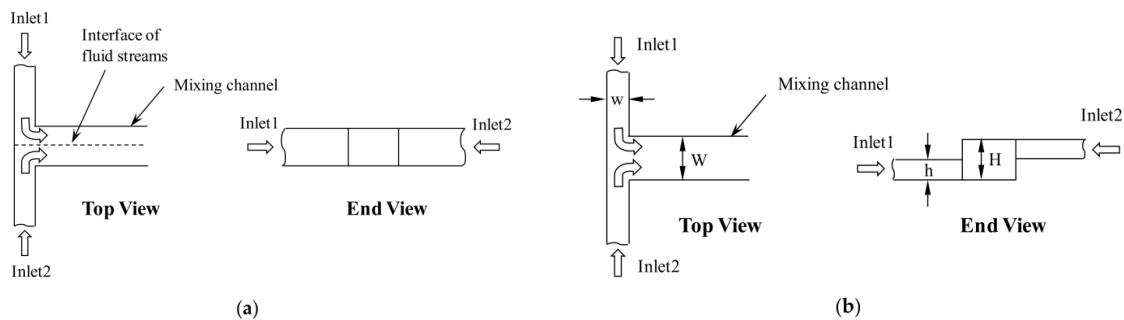 Inlet1
Interface of
fluid streams
Mixing channel
Inlet1
Inlet2
Top View
End View
Inlet2
(a)
Inlet1
w
Mixing channel
W
Inlet1
Inlet2
h
H
Top View
End View
Inlet2
(b)